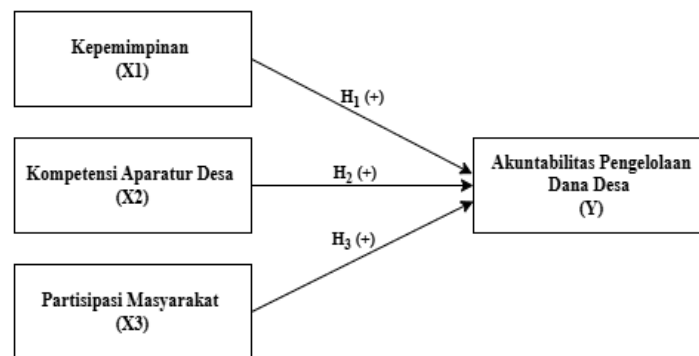 Kepemimpinan
(X1)
H₁ (+)
Kompetensi Aparatur Desa
(X2)
H₂ (+)
Akuntabilitas Pengelolaan
Dana Desa
(Y)
H₃ (+)
Partisipasi Masyarakat
(X3)